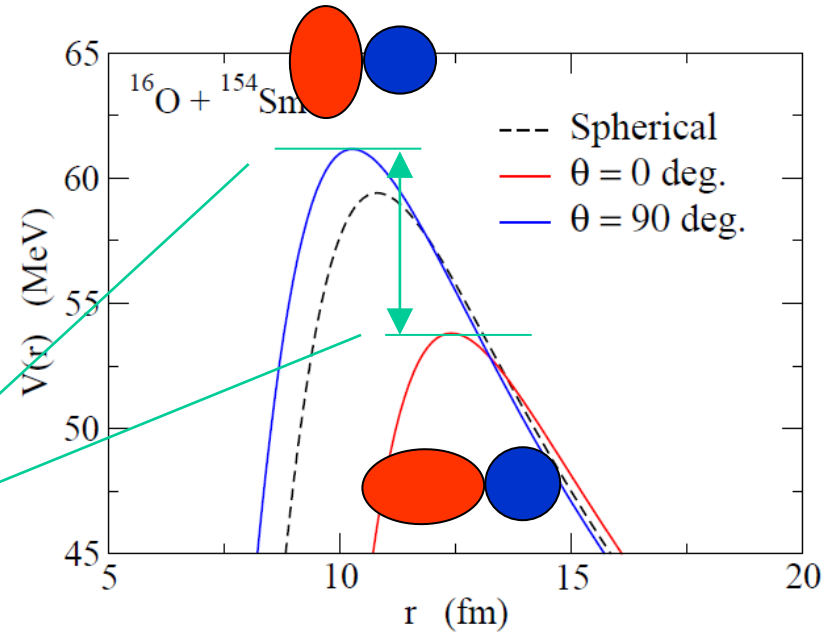 65
¹⁶O + ¹⁵⁴Sm
Spherical
θ = 0 deg.
θ = 90 deg.
60
55
50
45
V(r) (MeV)
5 10 15 20
r (fm)